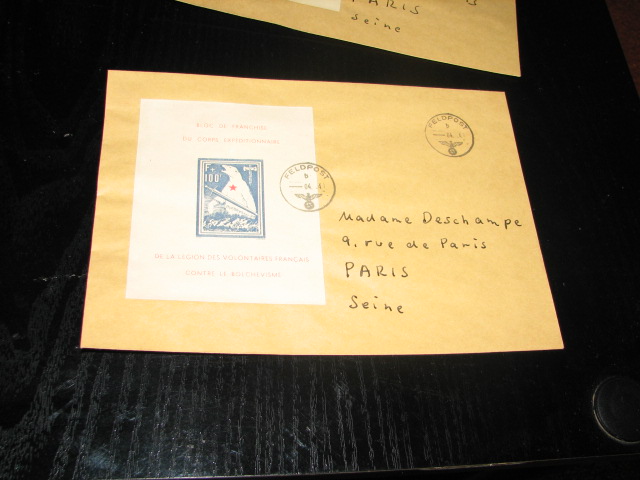 PARIS
Seine
BLOC DE FRANCHISE
DU CORPS EXPEDITIONNAIRE
F
100
DE LA LEGION DES VOLONTAIRES FRANCAIS
CONTRE LE BOLCHEVISME
FELDPOST
b
FELDPOST
b
Madame Deschampe
9, rue de Paris
PARIS
Seine